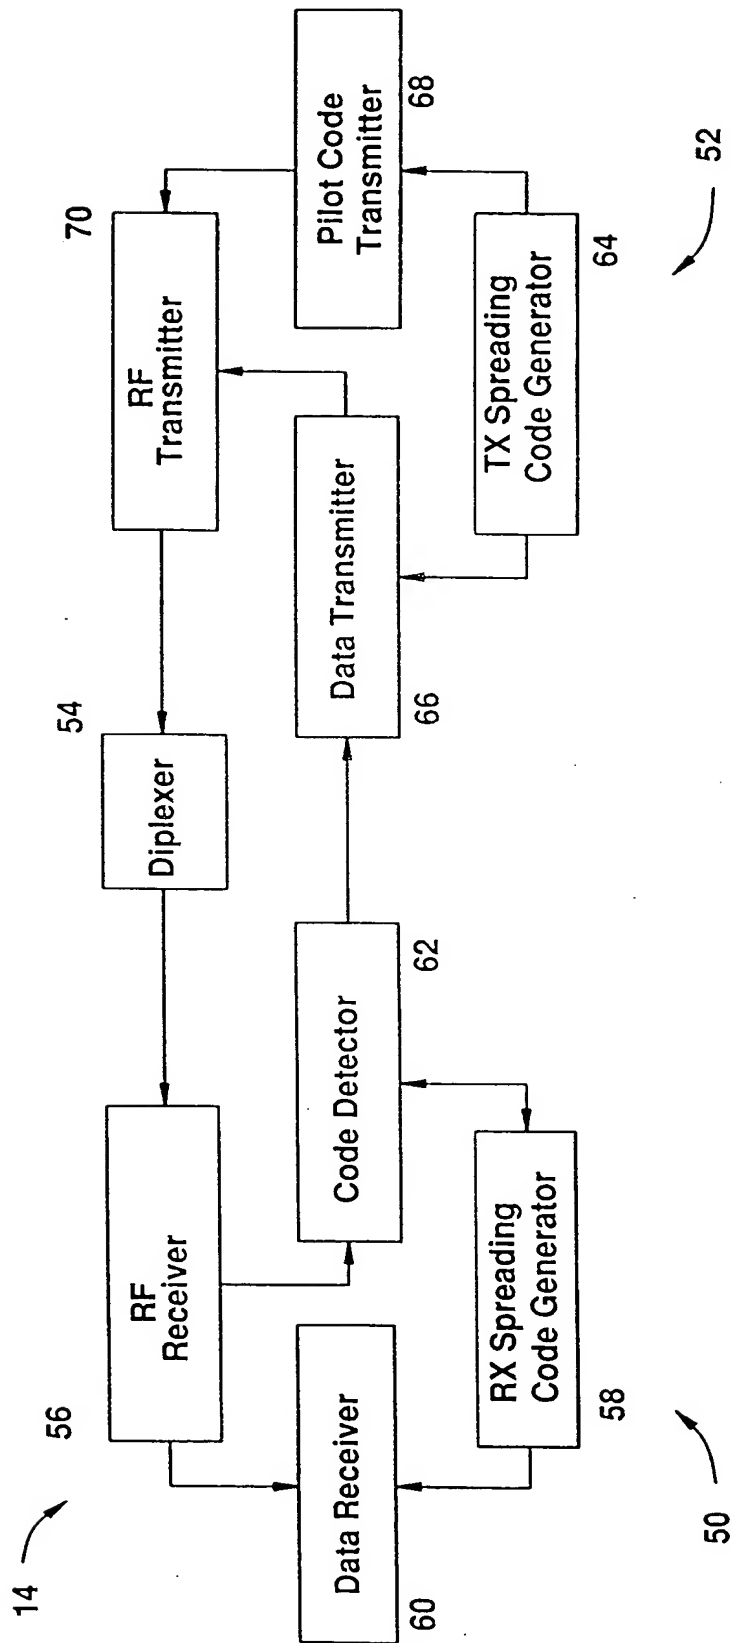 14
56
RF
Receiver
54
Diplexer
70
RF
Transmitter
Data Receiver
60
Code Detector
62
Data Transmitter
66
Pilot Code
Transmitter
68
RX Spreading
Code Generator
58
TX Spreading
Code Generator
64
50
52